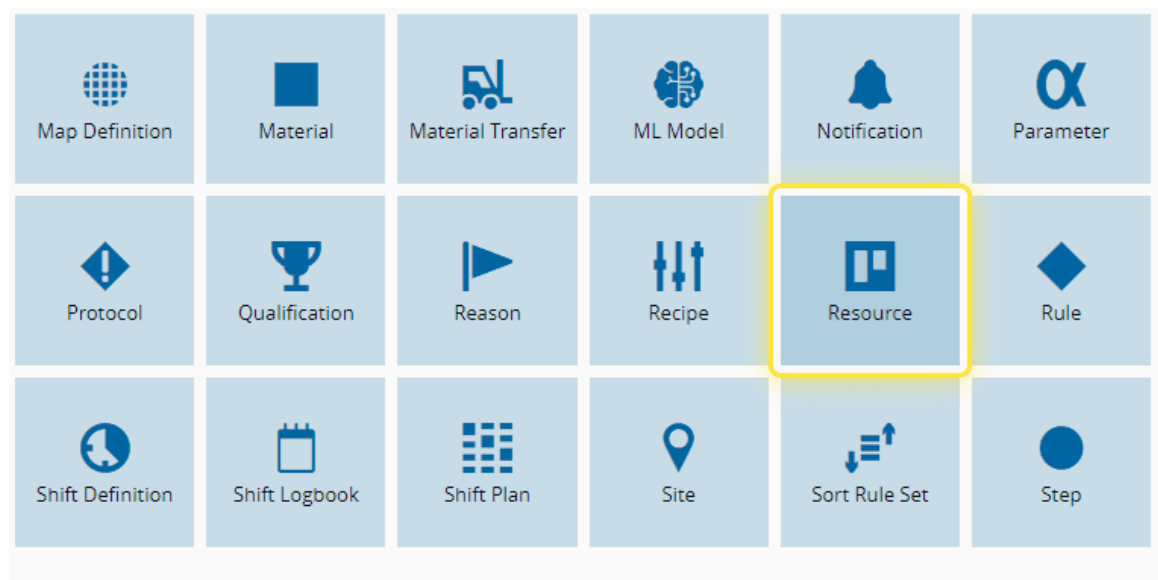 Map Definition
Material
Material Transfer
ML Model
Notification
Parameter
Protocol
Qualification
Reason
Recipe
Resource
Rule
Shift Definition
Shift Logbook
Shift Plan
Site
Sort Rule Set
Step